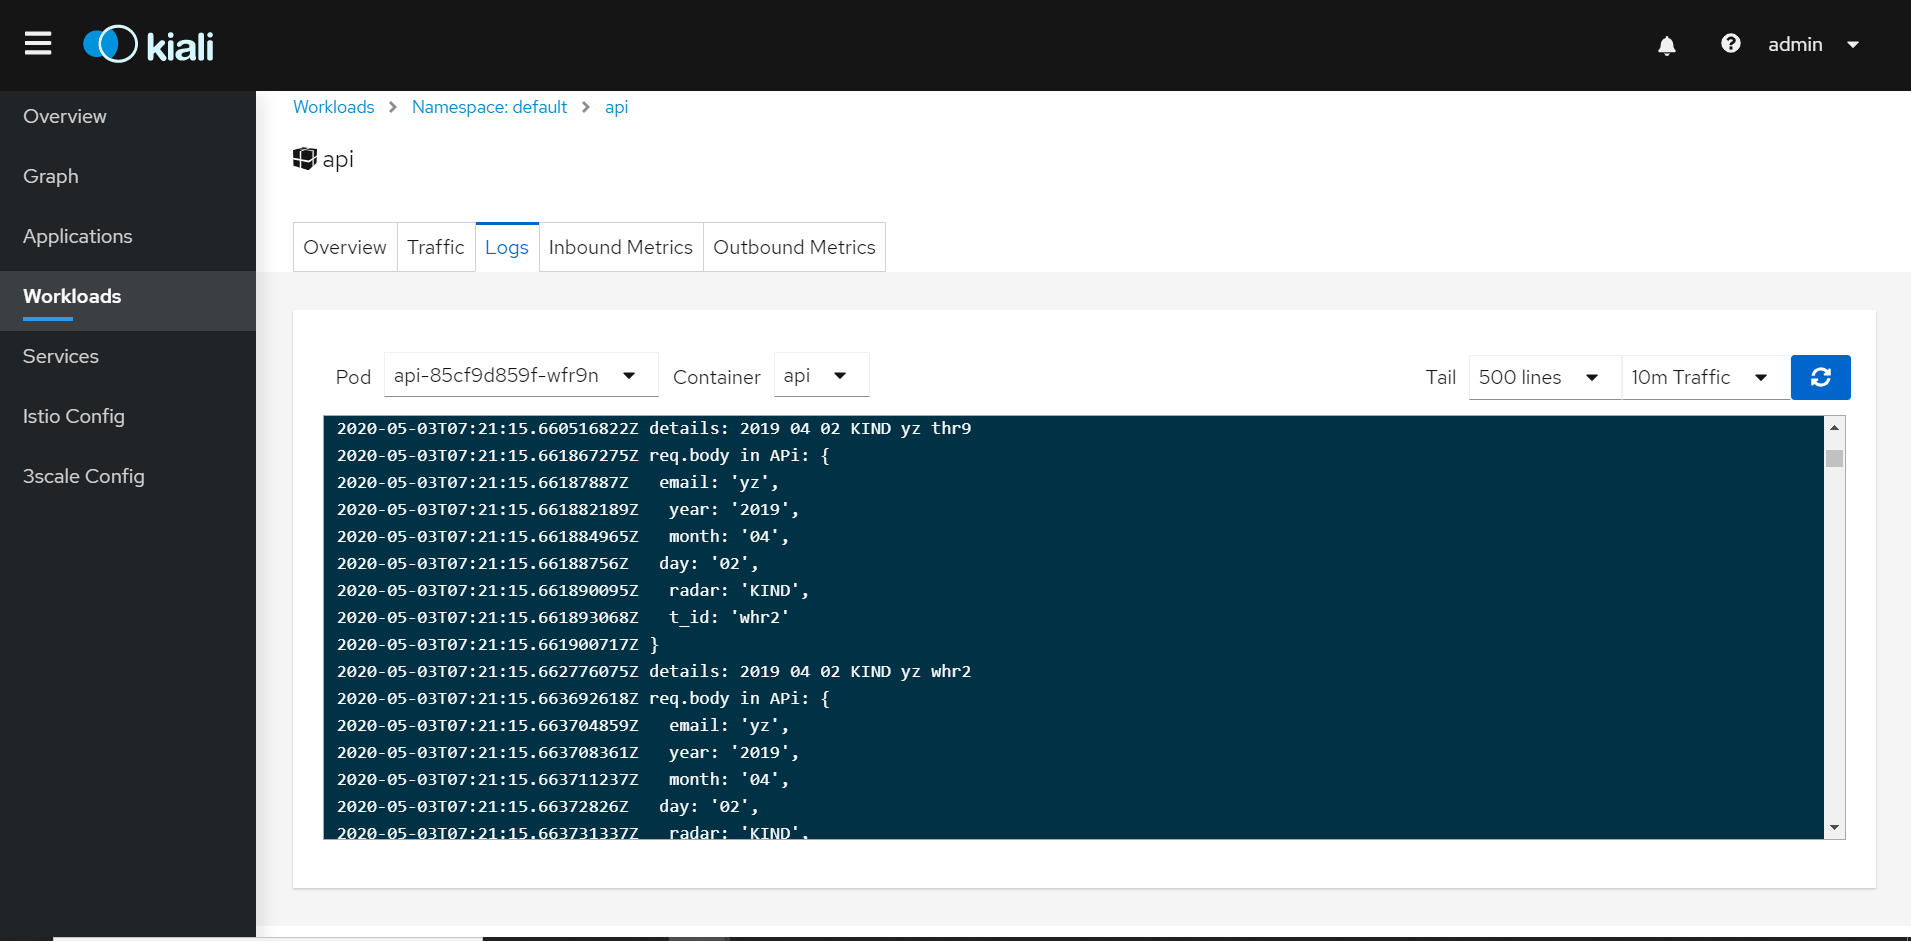 kiali
admin
Overview
Graph
Applications
Workloads
Services
Istio Config
3scale Config
Workloads > Namespace: default > api
api
Overview Traffic Logs Inbound Metrics Outbound Metrics
Pod api-85cf9d859f-wfr9n Container api Tail 500 lines 10m Traffic
2020-05-03T07:21:15.660516822Z details: 2019 04 02 KIND yz thr9
2020-05-03T07:21:15.661867275Z req.body in APi: {
2020-05-03T07:21:15.66187887Z   email: 'yz',
2020-05-03T07:21:15.661882189Z   year: '2019',
2020-05-03T07:21:15.661884965Z   month: '04',
2020-05-03T07:21:15.66188756Z   day: '02',
2020-05-03T07:21:15.661890095Z   radar: 'KIND',
2020-05-03T07:21:15.661893068Z   t_id: 'whr2'
2020-05-03T07:21:15.661900717Z }
2020-05-03T07:21:15.662776075Z details: 2019 04 02 KIND yz whr2
2020-05-03T07:21:15.663692618Z req.body in APi: {
2020-05-03T07:21:15.663704859Z   email: 'yz',
2020-05-03T07:21:15.663708361Z   year: '2019',
2020-05-03T07:21:15.663711237Z   month: '04',
2020-05-03T07:21:15.66372826Z   day: '02',
2020-05-03T07:21:15.663731337Z   radar: 'KIND',